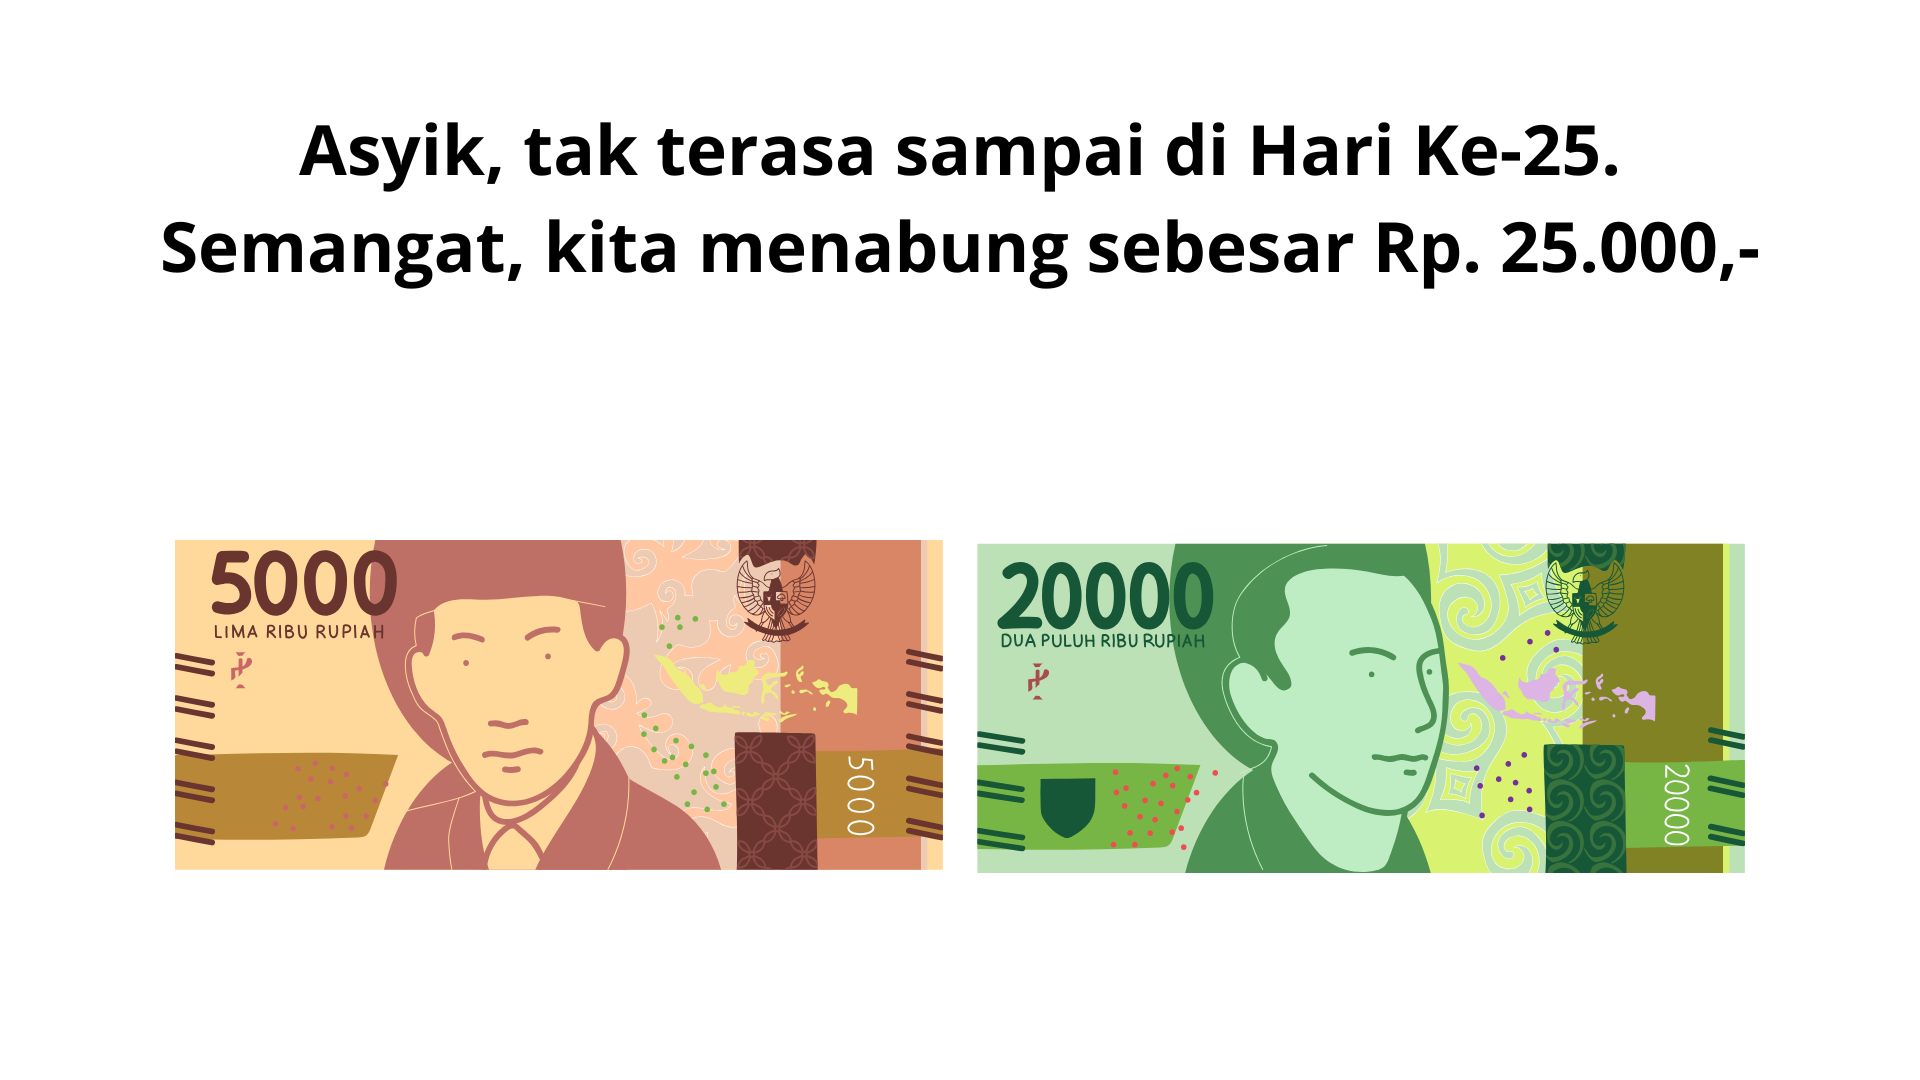 Asyik, tak terasa sampai di Hari Ke-25.
Semangat, kita menabung sebesar Rp. 25.000,-
5000
LIMA RIBU RUPIAH
5000
20000
DUA PULUH RIBU RUPIAH
20000